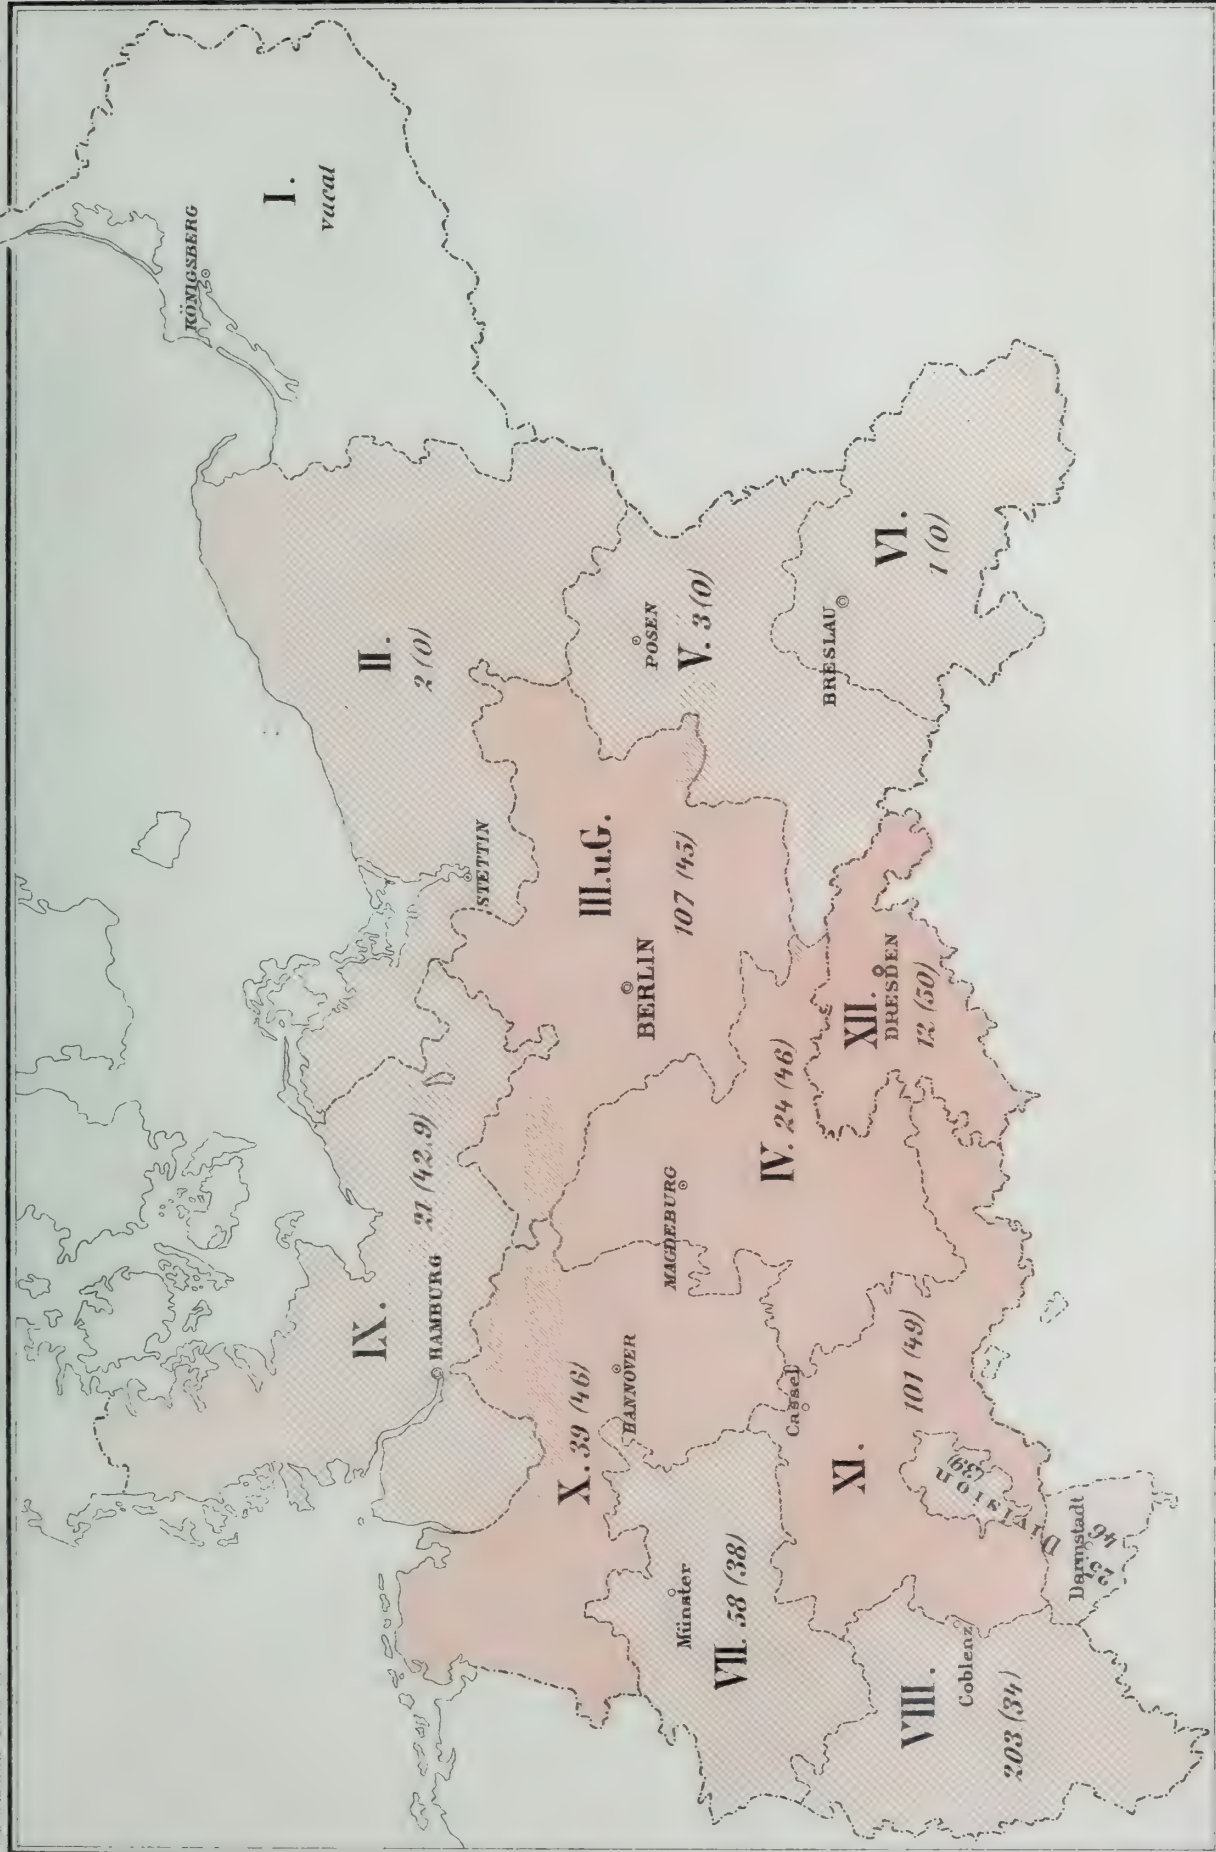 KÖNIGSBERG
I.
vacat
II.
2 (0)
STETTIN
POSEN
V. 3 (0)
BRESLAU
VI.
1 (0)
III.u.G.
BERLIN
107 (45)
IX.
HAMBURG
21 (42.9)
MAGDEBURG
IV. 24 (46)
XII.
DRESDEN
12 (50)
X. 39 (46)
HANNOVER
Cassel
XI.
101 (49)
Münster
VII. 58 (38)
VIII.
Coblenz
203 (34)
Division
(39)
Darmstadt
46